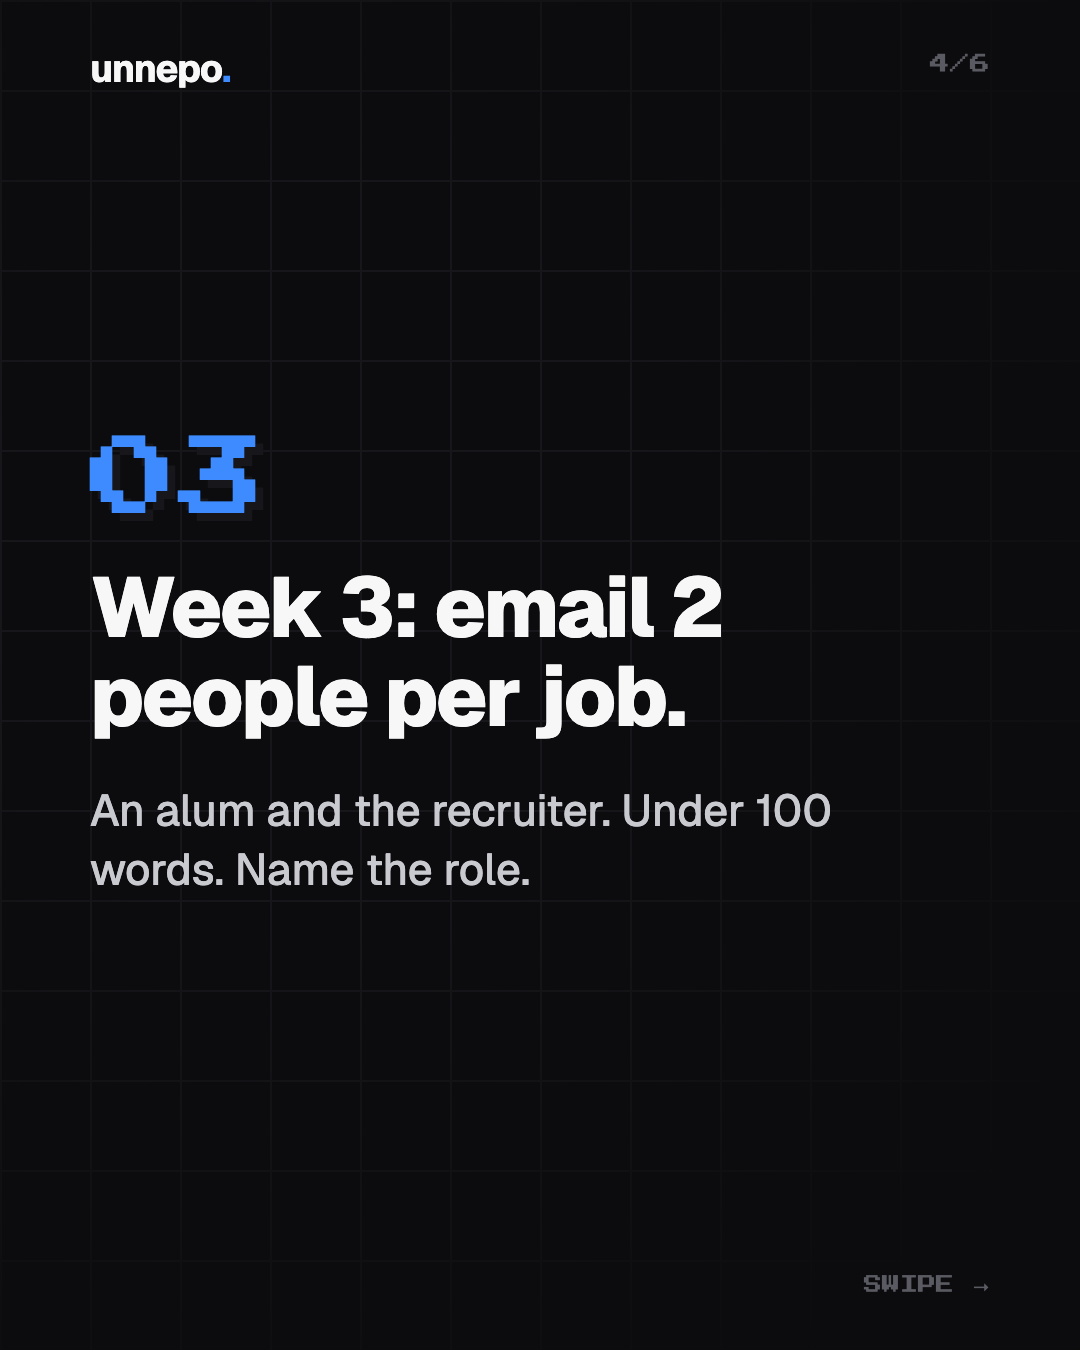 unnepo.
4/6
03
Week 3: email 2
people per job.
An alum and the recruiter. Under 100
words. Name the role.
SWIPE →